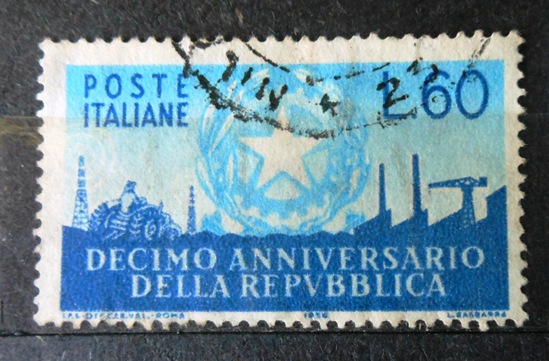 POSTE
ITALIANE
L.60
DECIMO ANNIVERSARIO
DELLA REPVBBLICA
1956